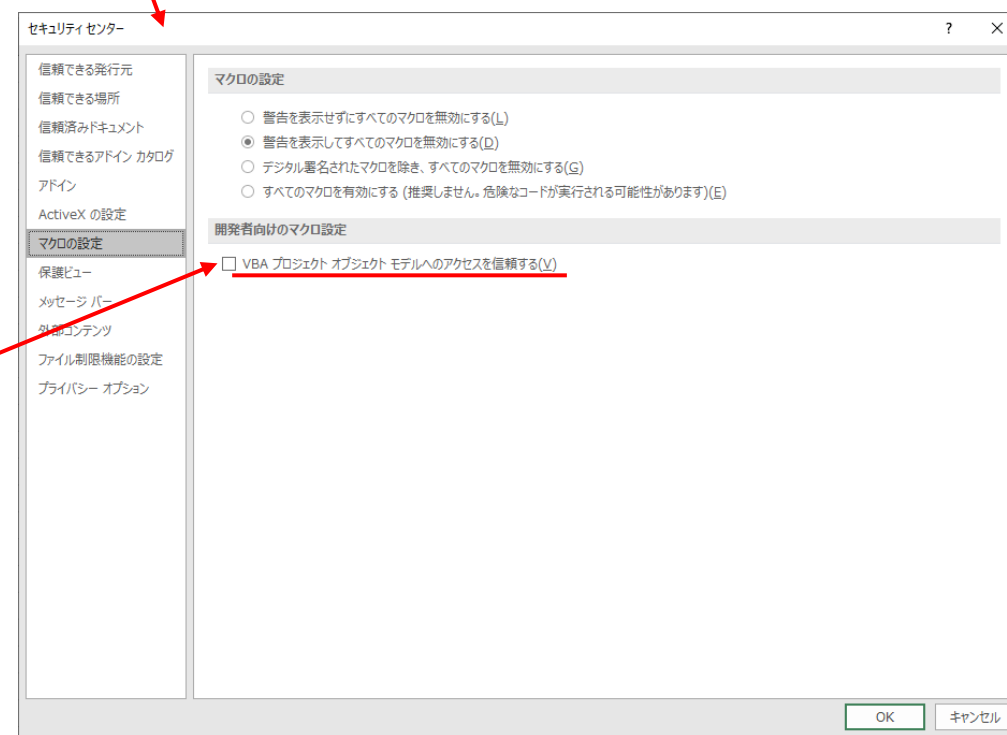 セキュリティ センター
?
×
信頼できる発行元
信頼できる場所
信頼済みドキュメント
信頼できるアドイン カタログ
アドイン
ActiveX の設定
マクロの設定
保護ビュー
メッセージ バー
外部コンテンツ
ファイル制限機能の設定
プライバシー オプション
マクロの設定
警告を表示せずにすべてのマクロを無効にする(L)
警告を表示してすべてのマクロを無効にする(D)
デジタル署名されたマクロを除き、すべてのマクロを無効にする(G)
すべてのマクロを有効にする (推奨しません。危険なコードが実行される可能性があります)(E)
開発者向けのマクロ設定
VBA プロジェクト オブジェクト モデルへのアクセスを信頼する(V)
OK
キャンセル